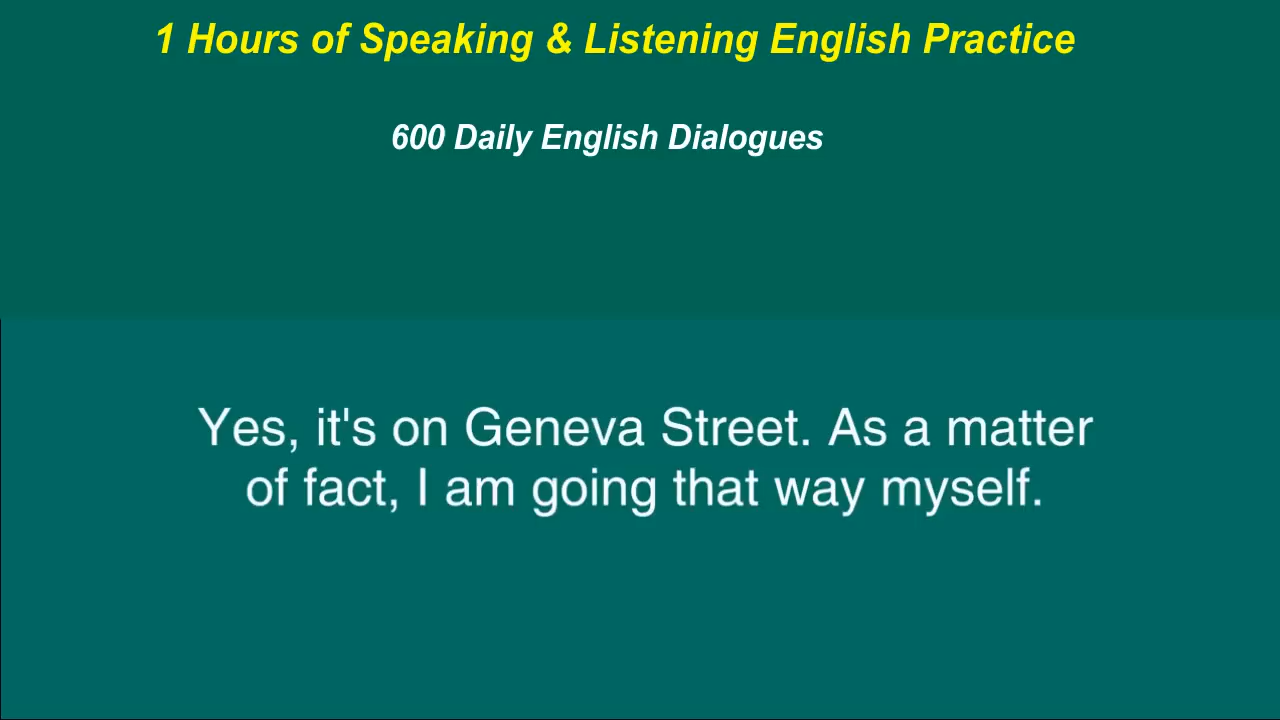 1 Hours of Speaking & Listening English Practice
600 Daily English Dialogues
Yes, it's on Geneva Street. As a matter
of fact, I am going that way myself.